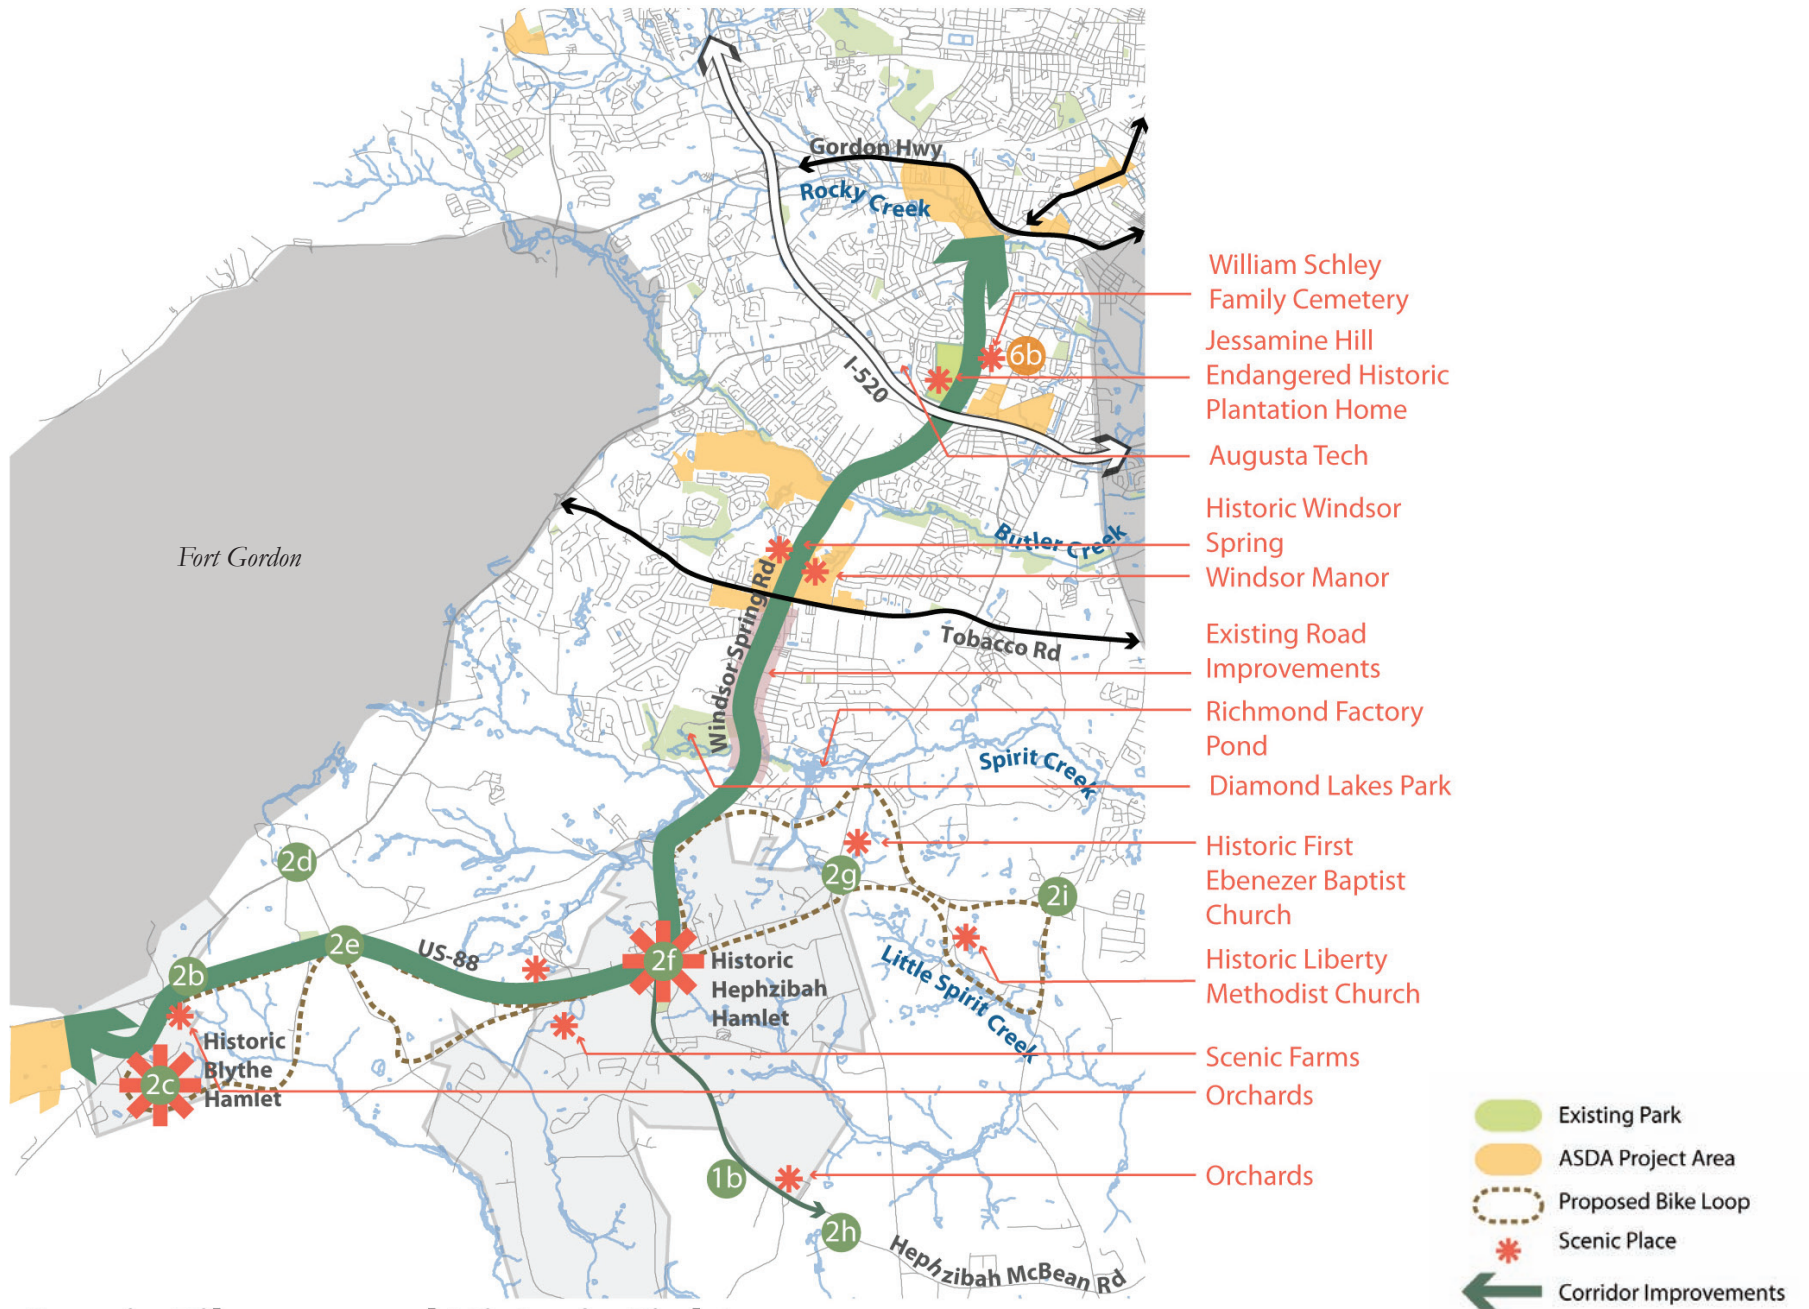 Gordon Hwy
Rocky Creek
William Schley
Family Cemetery
6b
Jessamine Hill
Endangered Historic
Plantation Home
I-520
Augusta Tech
Historic Windsor
Spring
Butler Creek
Fort Gordon
Windsor Manor
Windsor Spring Rd
Tobacco Rd
Existing Road
Improvements
Richmond Factory
Pond
Spirit Creek
Diamond Lakes Park
2d
2g
2i
Historic First
Ebenezer Baptist
Church
2e
US-88
2b
2f
Historic
Hephzibah
Hamlet
Little Spirit Creek
Historic Liberty
Methodist Church
Historic
Blythe
Hamlet
2c
Scenic Farms
Orchards
1b
Orchards
2h
Hephzibah McBean Rd
Existing Park
ASDA Project Area
Proposed Bike Loop
Scenic Place
Corridor Improvements